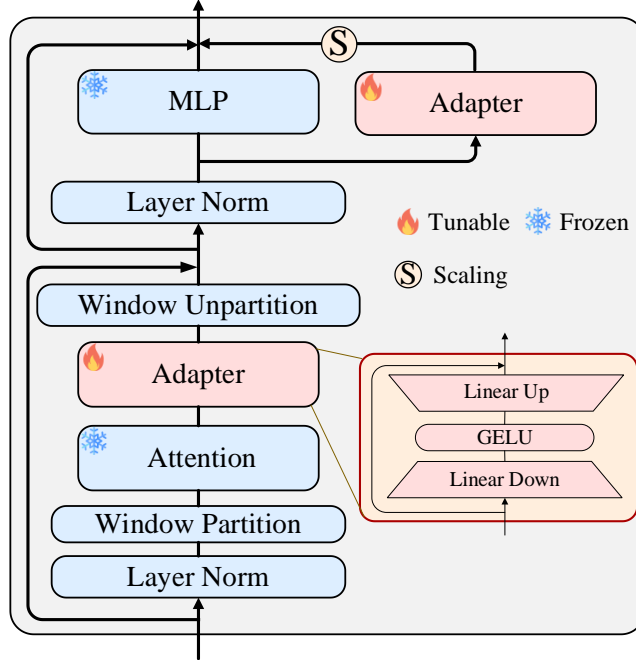 S
MLP
Adapter
Layer Norm
Tunable
Frozen
S
Scaling
Window Unpartition
Adapter
Linear Up
GELU
Linear Down
Attention
Window Partition
Layer Norm